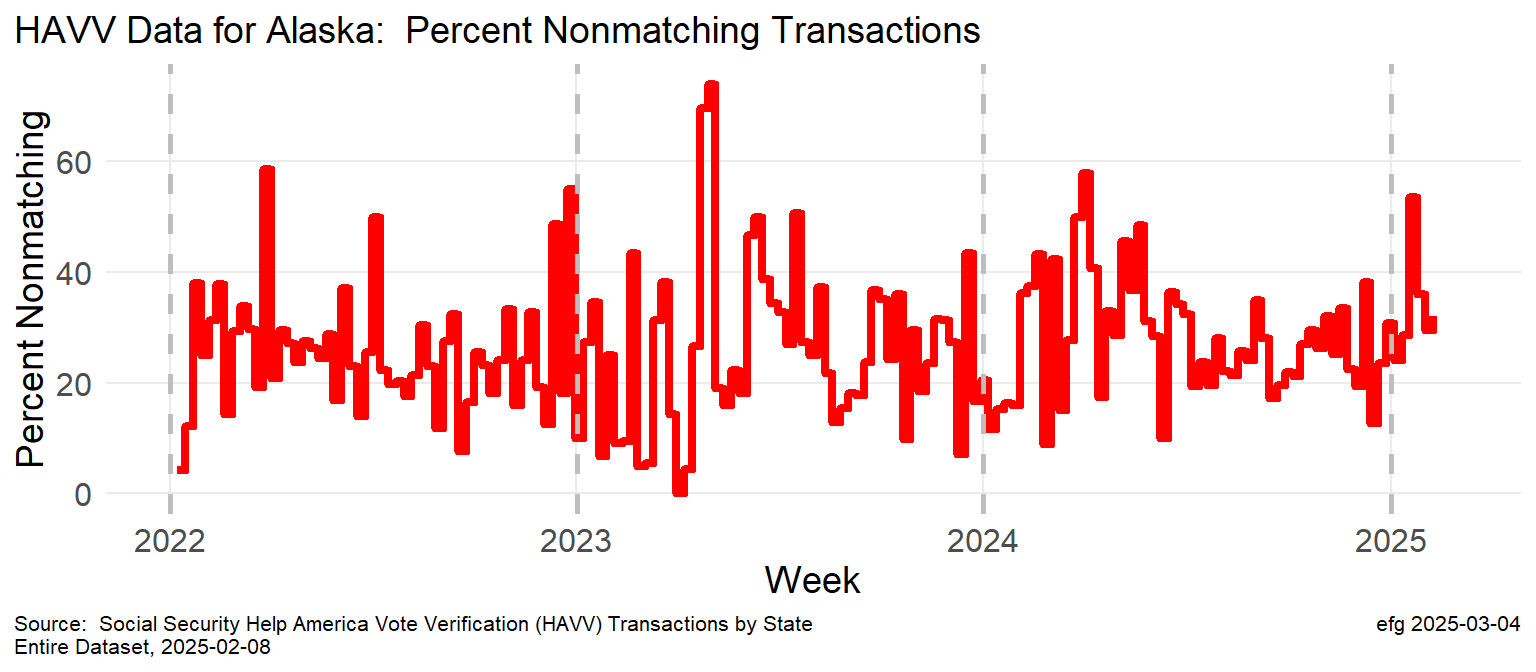 HAVV Data for Alaska:  Percent Nonmatching Transactions
Percent Nonmatching
60
40
20
0
2022
2023
2024
2025
Week
Source:  Social Security Help America Vote Verification (HAVV) Transactions by State
Entire Dataset, 2025-02-08
efg 2025-03-04